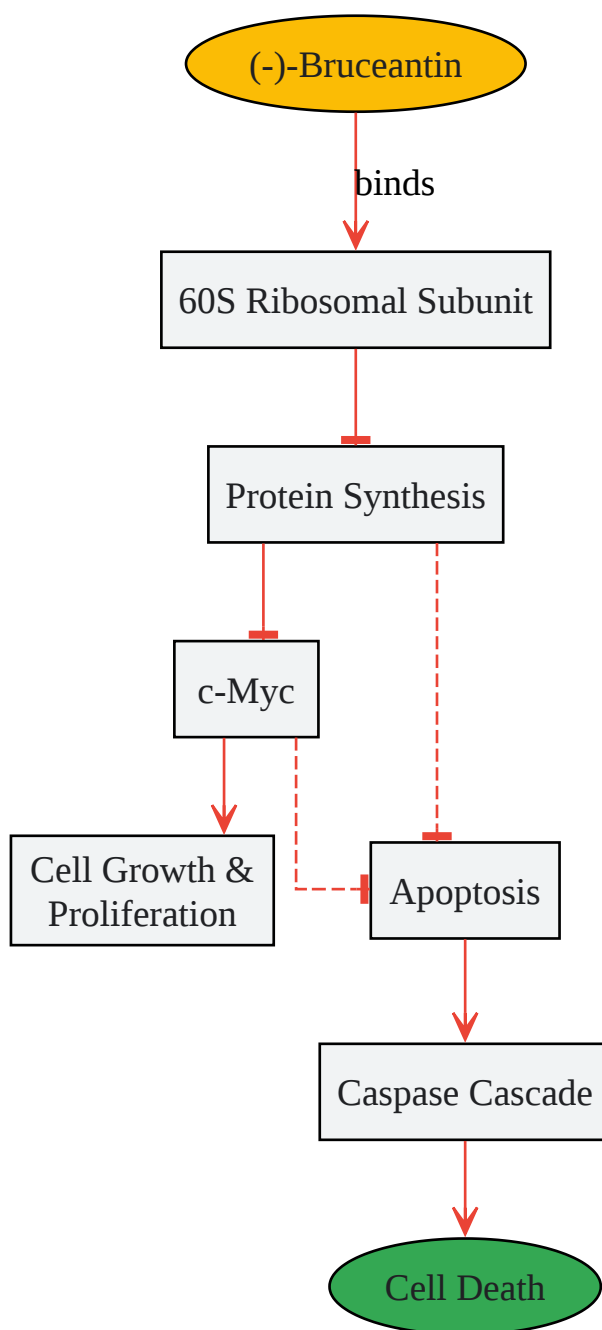 (-)-Bruceantin
binds
60S Ribosomal Subunit
Protein Synthesis
c-Myc
Cell Growth &
Proliferation
Apoptosis
Caspase Cascade
Cell Death